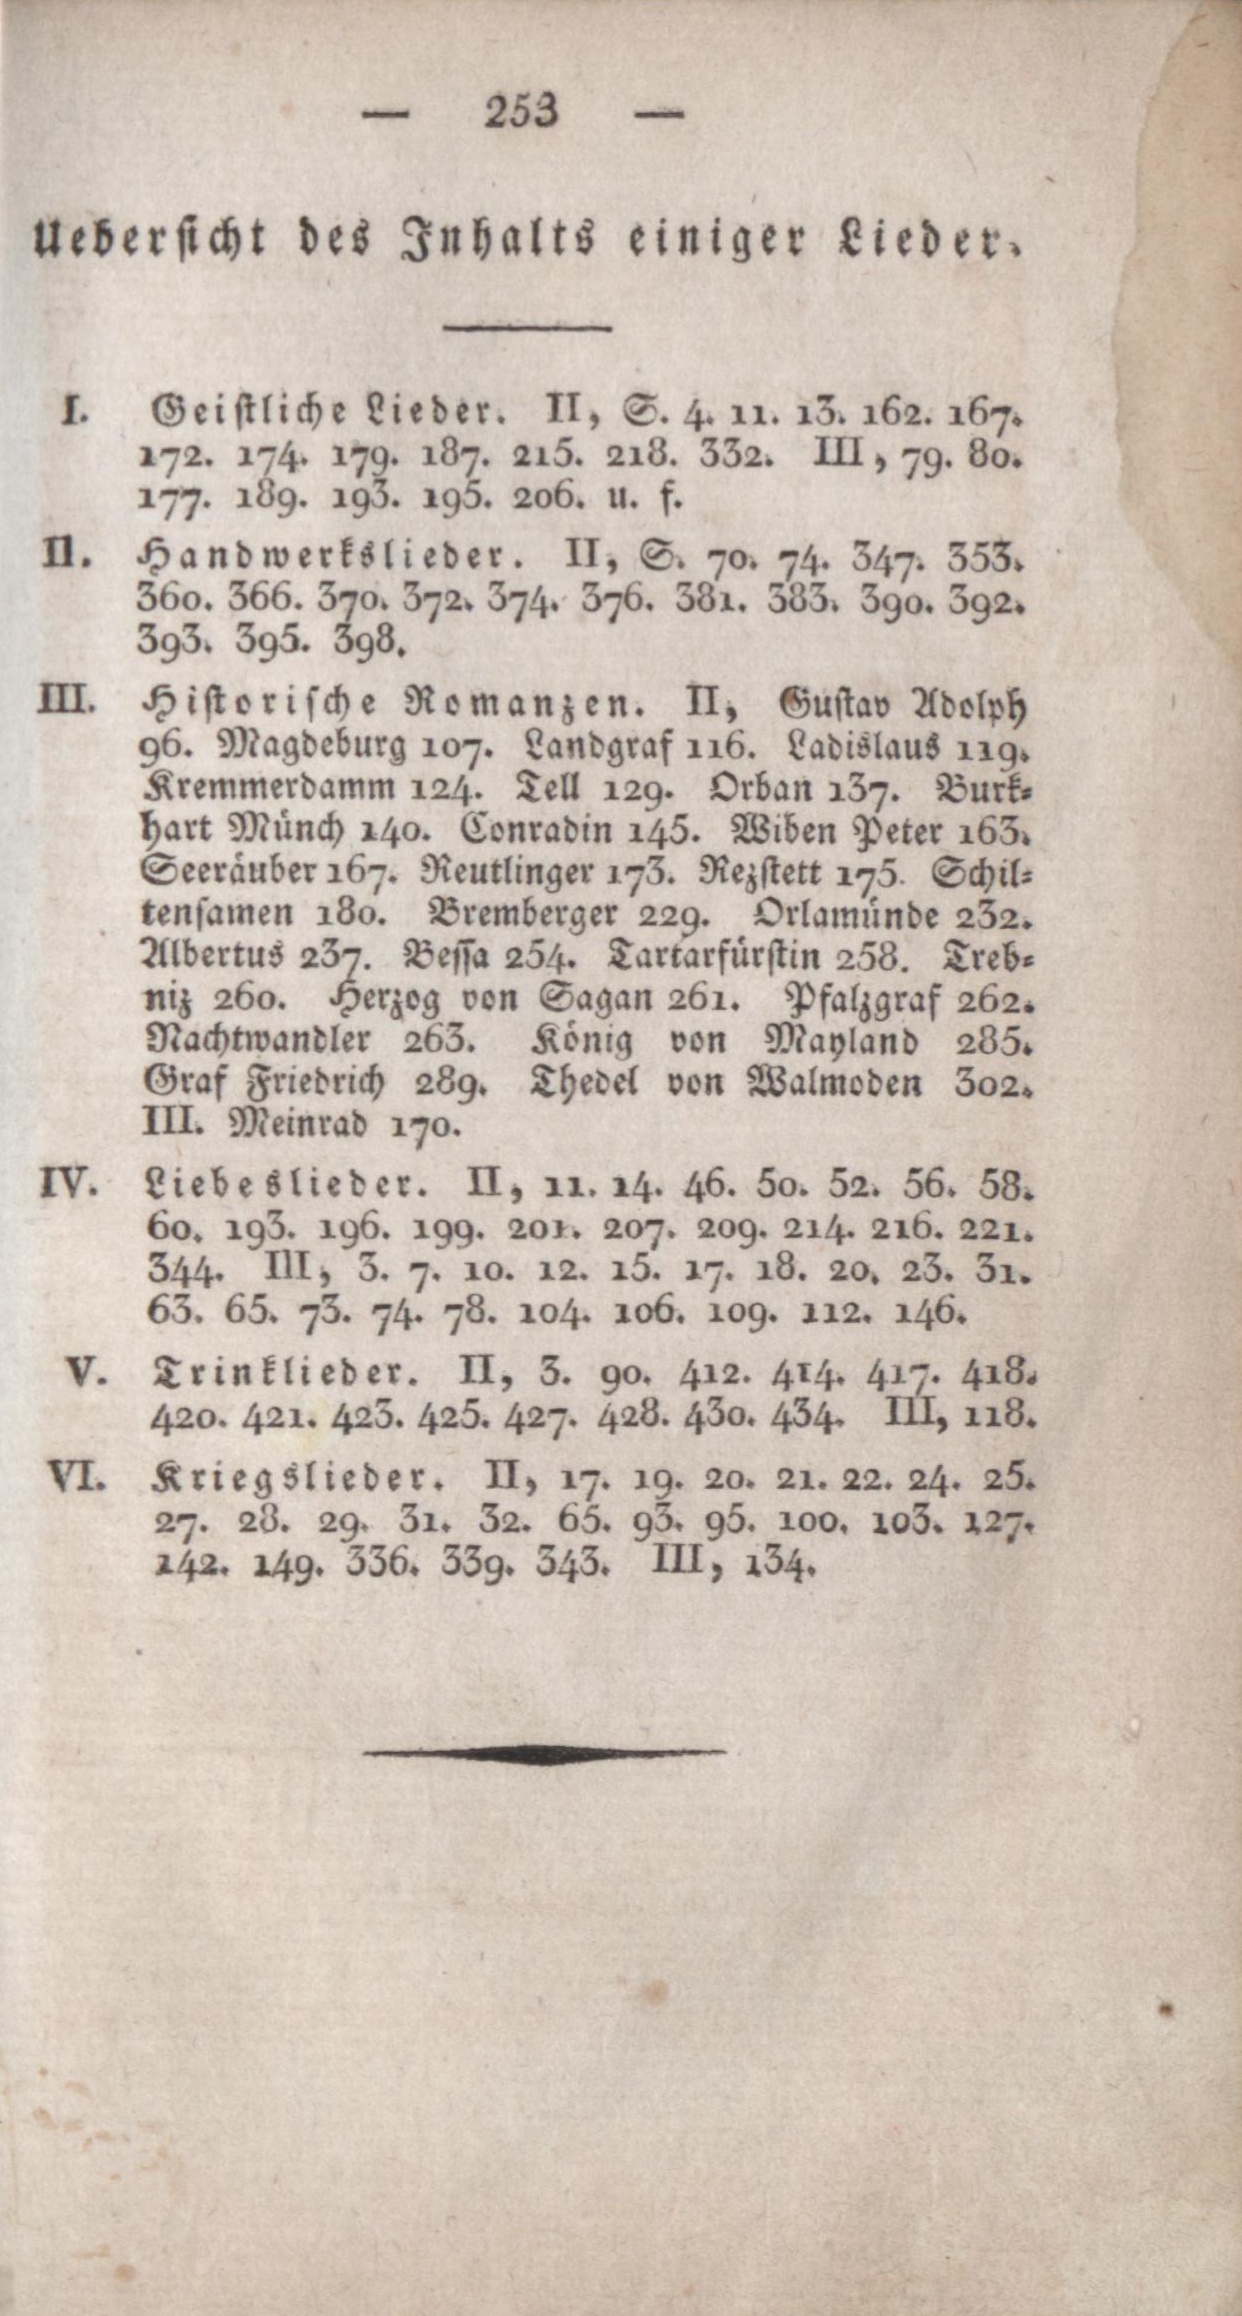 — 253 —
Uebersicht des Inhalts einiger Lieder.
I. Geistliche Lieder. II, S. 4. 11. 13. 162. 167.
172. 174. 179. 187. 215. 218. 332. III, 79. 80.
177. 189. 193. 195. 206. u. f.
II. Handwerkslieder. II, S. 70. 74. 347. 353.
360. 366. 370. 372. 374. 376. 381. 383. 390. 392.
393. 395. 398.
III. Historische Romanzen. II, Gustav Adolph
96. Magdeburg 107. Landgraf 116. Ladislaus 119.
Kremmerdamm 124. Tell 129. Orban 137. Burk-
hart Münch 140. Conradin 145. Wiben Peter 163.
Seeräuber 167. Reutlinger 173. Rezstett 175. Schil-
tensamen 180. Bremberger 229. Orlamünde 232.
Albertus 237. Bessa 254. Tartarfürstin 258. Treb-
niz 260. Herzog von Sagan 261. Pfalzgraf 262.
Nachtwandler 263. König von Mayland 285.
Graf Friedrich 289. Thedel von Walmoden 302.
III. Meinrad 170.
IV. Liebeslieder. II, 11. 14. 46. 50. 52. 56. 58.
60. 193. 196. 199. 201. 207. 209. 214. 216. 221.
344. III, 3. 7. 10. 12. 15. 17. 18. 20. 23. 31.
63. 65. 73. 74. 78. 104. 106. 109. 112. 146.
V. Trinklieder. II, 3. 90. 412. 414. 417. 418.
420. 421. 423. 425. 427. 428. 430. 434. III, 118.
VI. Kriegslieder. II, 17. 19. 20. 21. 22. 24. 25.
27. 28. 29. 31. 32. 65. 93. 95. 100. 103. 127.
142. 149. 336. 339. 343. III, 134.